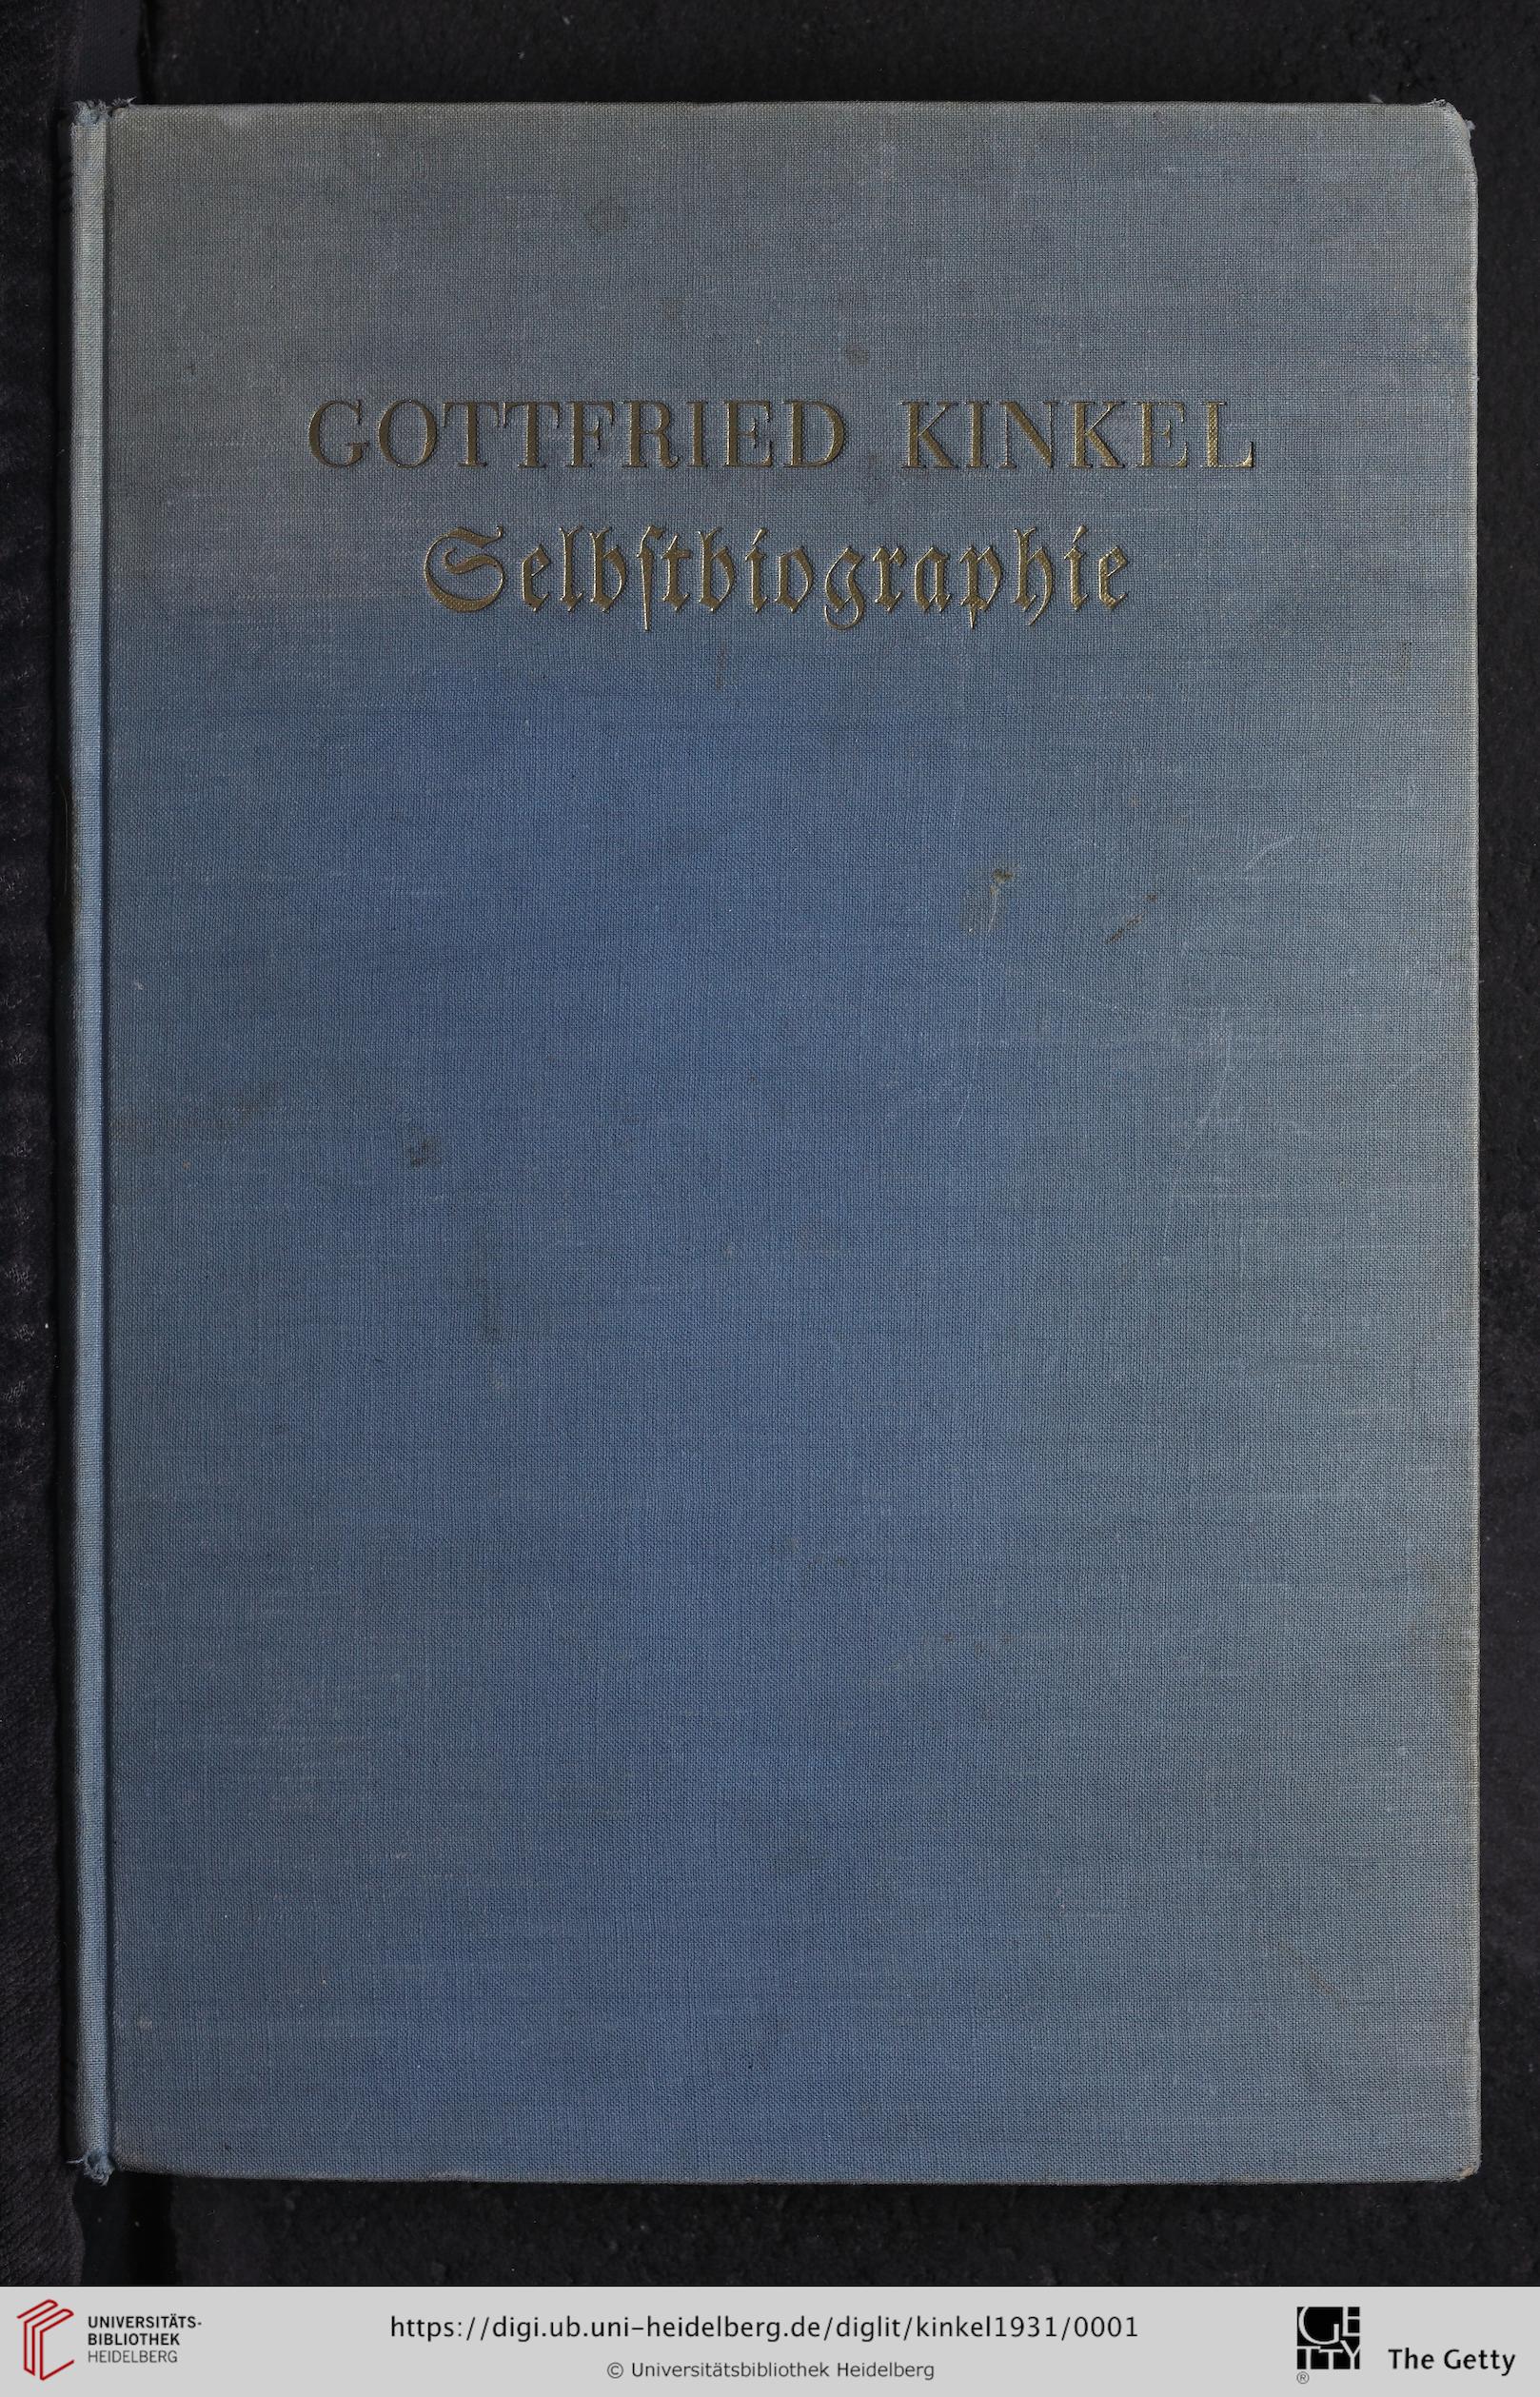 GOTTFRIED KINKEL
Selbſtbiographie
UNIVERSITÄTS-
BIBLIOTHEK
HEIDELBERG
https://digi.ub.uni-heidelberg.de/diglit/kinkel1931/0001
© Universitätsbibliothek Heidelberg
GETTY
®
The Getty